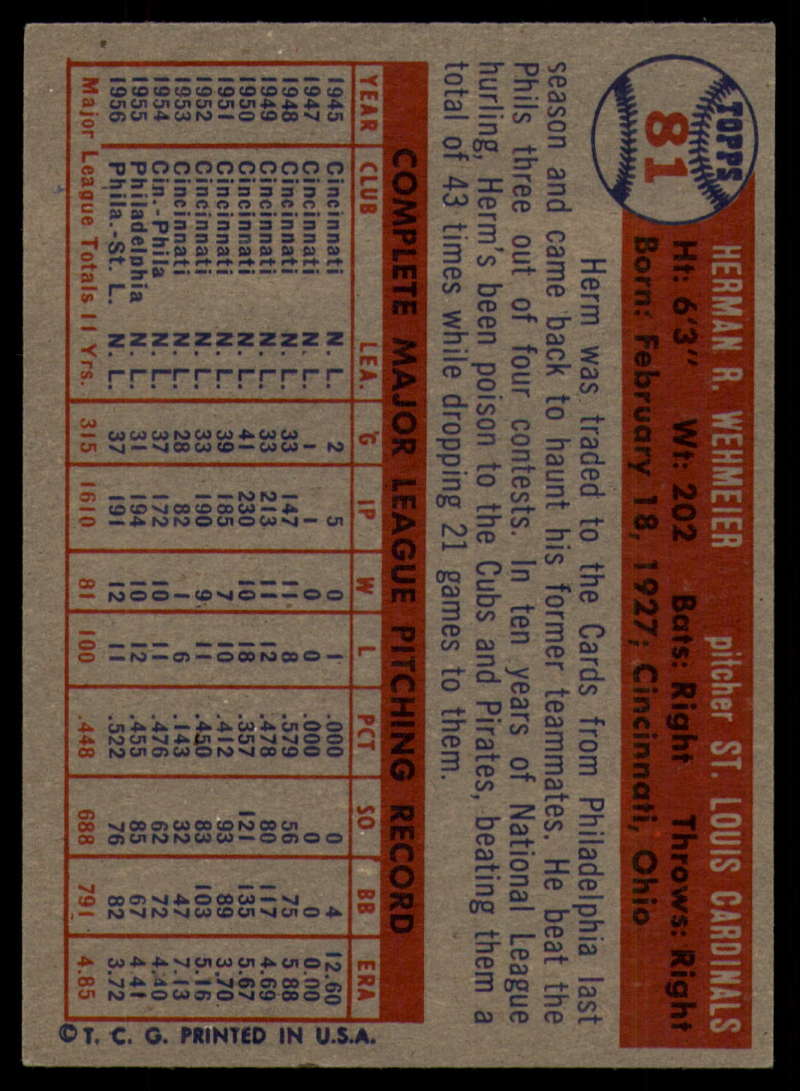 TOPPS
81
HERMAN R. WEHMEIER pitcher ST. LOUIS CARDINALS
Ht: 6'3" Wt: 202 Bats: Right Throws: Right
Born: February 18, 1927; Cincinnati, Ohio
Herm was traded to the Cards from Philadelphia last
season and came back to haunt his former teammates. He beat the
Phils three out of four contests. In ten years of National League
hurling, Herm's been poison to the Cubs and Pirates, beating them a
total of 43 times while dropping 21 games to them.
COMPLETE MAJOR LEAGUE PITCHING RECORD
YEAR CLUB LEA. G IP W L PCT SO BB ERA
1945 Cincinnati N. L. 2 5 0 1 .000 0 4 12.60
1947 Cincinnati N. L. 1 1 0 0 .000 0 0 0.00
1948 Cincinnati N. L. 33 147 11 8 .579 56 75 5.88
1949 Cincinnati N. L. 33 213 11 12 .478 80 117 4.69
1950 Cincinnati N. L. 41 230 10 18 .357 121 135 5.67
1951 Cincinnati N. L. 39 185 7 10 .412 93 89 3.70
1952 Cincinnati N. L. 33 190 9 11 .450 83 103 5.16
1953 Cincinnati N. L. 28 82 1 6 .143 32 47 7.13
1954 Cin.-Phila N. L. 37 172 10 11 .476 62 72 4.40
1955 Philadelphia N. L. 31 194 10 12 .455 85 67 4.41
1956 Phila.-St. L. N. L. 37 191 12 11 .522 76 82 3.72
Major League Totals 11 Yrs. 315 1610 81 100 .448 688 791 4.85
© T. C. G. PRINTED IN U.S.A.